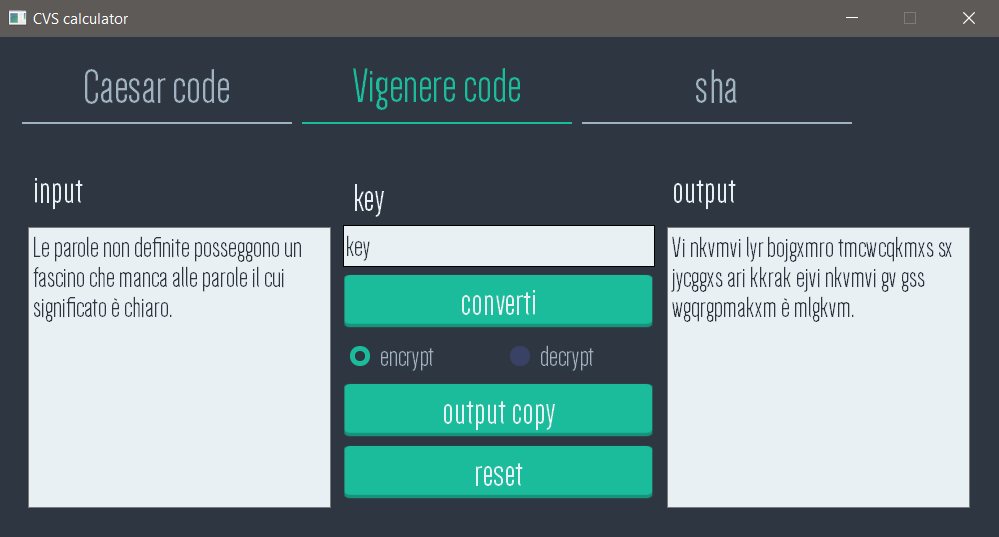 CVS calculator
Caesar code
Vigenere code
sha
input
Le parole non definite posseggono un
fascino che manca alle parole il cui
significato è chiaro.
key
key
converti
encrypt
decrypt
output copy
reset
output
Vi nkvmvi lyr bojgxmro tmcwcqkmxs sx
jycggxs ari kkrak ejvi nkvmvi gv gss
wgqrgpmakxm è mlgkvm.